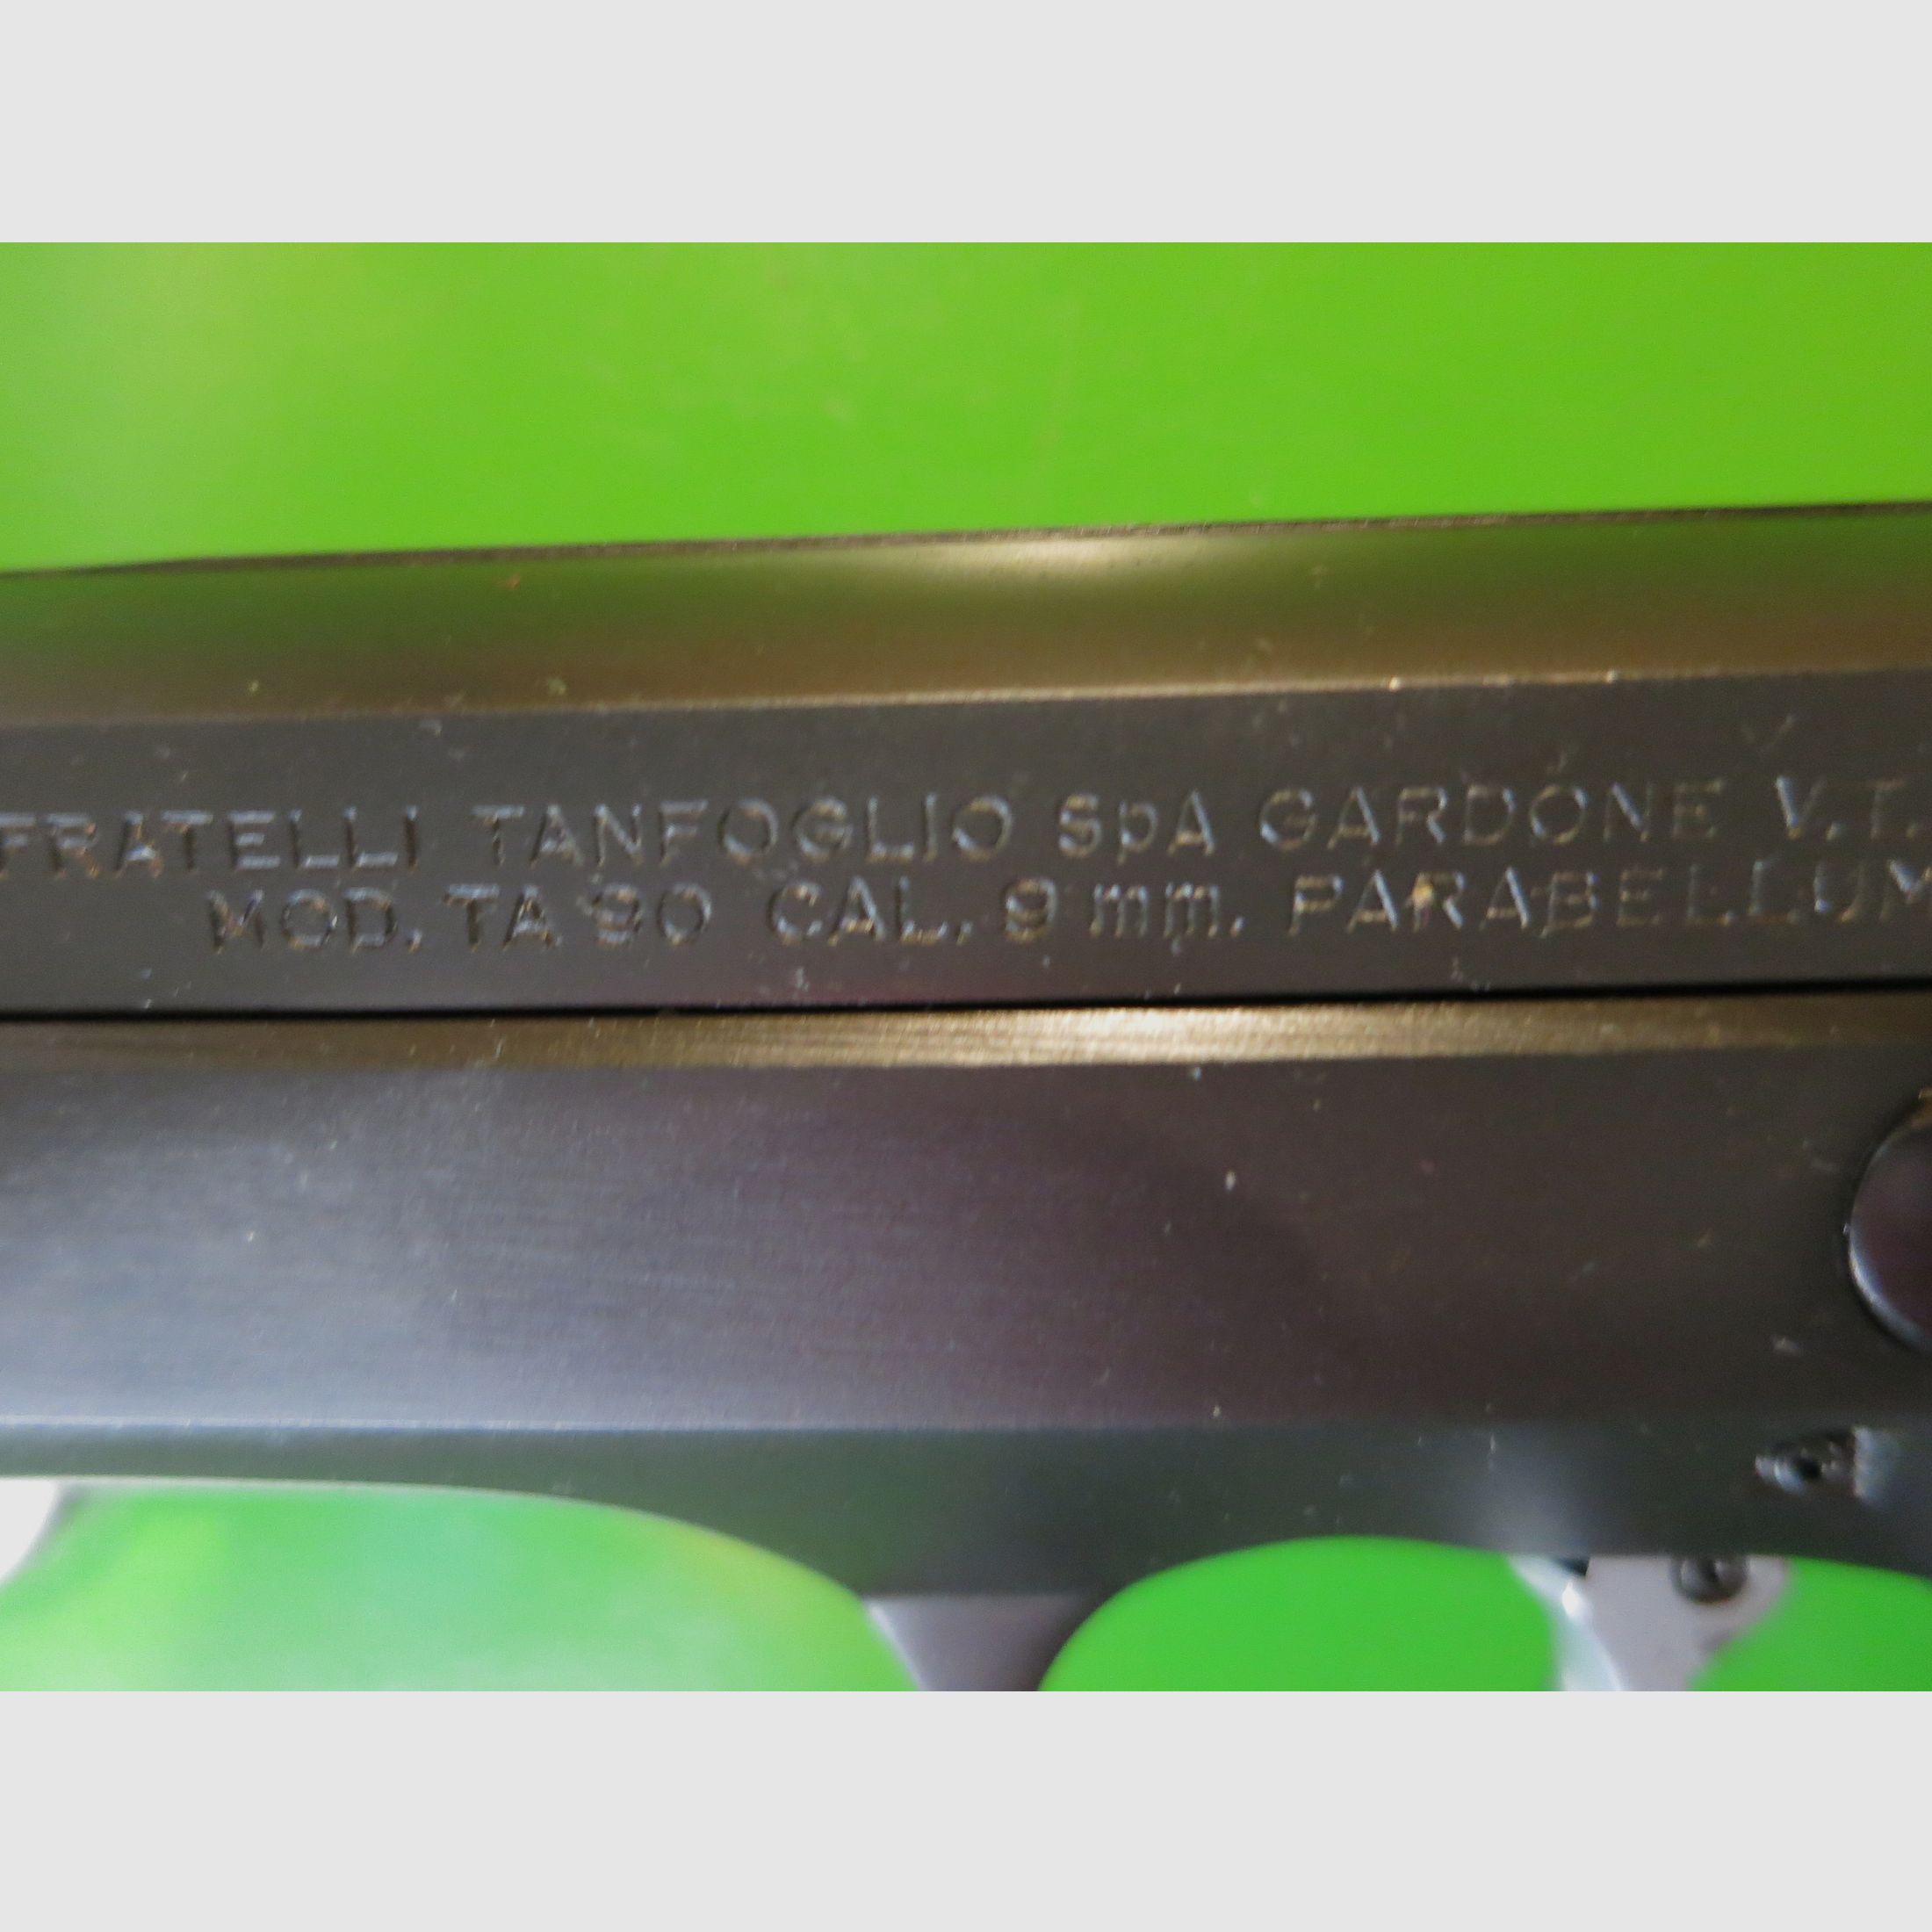 FRATELLI TANFOGLIO SpA GARDONE V.T.
MOD. TA 90 CAL. 9 mm. PARABELLUM